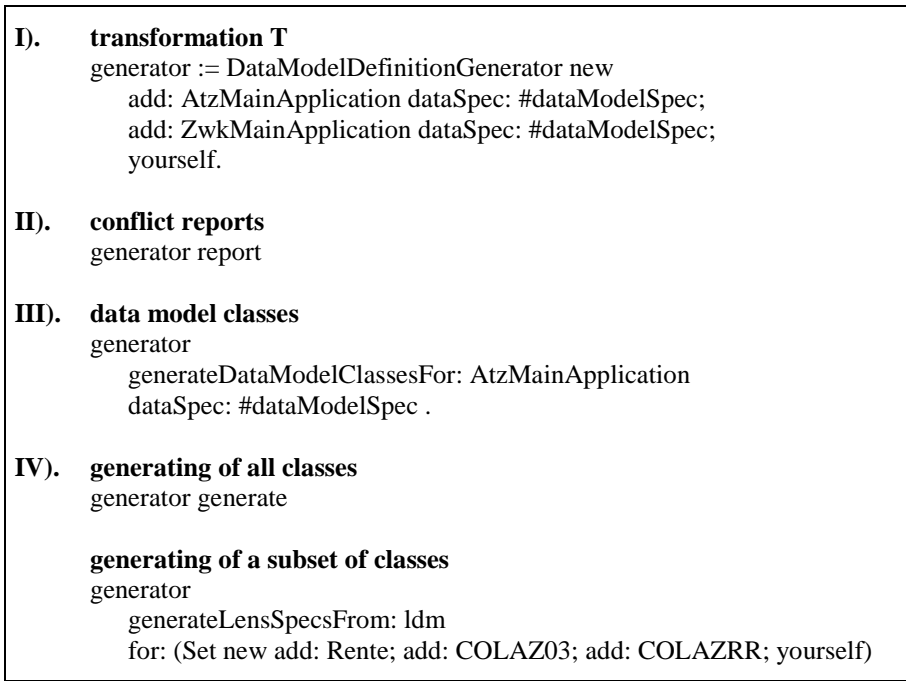 I). transformation T
generator := DataModelDefinitionGenerator new
add: AtzMainApplication dataSpec: #dataModelSpec;
add: ZwkMainApplication dataSpec: #dataModelSpec;
yourself.
II). conflict reports
generator report
III). data model classes
generator
generateDataModelClassesFor: AtzMainApplication
dataSpec: #dataModelSpec .
IV). generating of all classes
generator generate
generating of a subset of classes
generator
generateLensSpecsFrom: ldm
for: (Set new add: Rente; add: COLAZ03; add: COLAZRR; yourself)